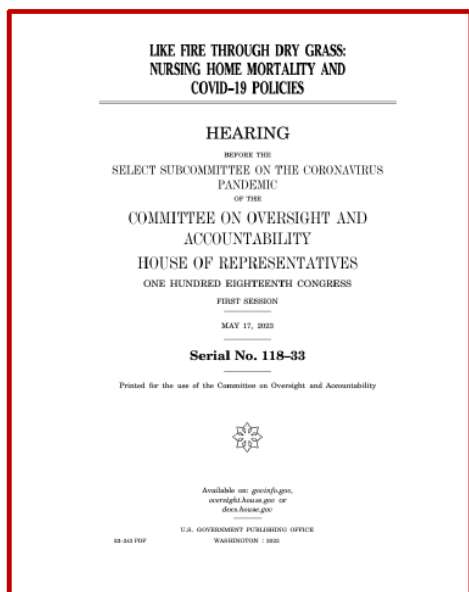 LIKE FIRE THROUGH DRY GRASS:
NURSING HOME MORTALITY AND
COVID–19 POLICIES
HEARING
BEFORE THE
SELECT SUBCOMMITTEE ON THE CORONAVIRUS
PANDEMIC
OF THE
COMMITTEE ON OVERSIGHT AND
ACCOUNTABILITY
HOUSE OF REPRESENTATIVES
ONE HUNDRED EIGHTEENTH CONGRESS
FIRST SESSION
MAY 17, 2023
Serial No. 118–33
Printed for the use of the Committee on Oversight and Accountability
Available on: govinfo.gov,
oversight.house.gov or
docs.house.gov
U.S. GOVERNMENT PUBLISHING OFFICE
PDF
WASHINGTON : 2023